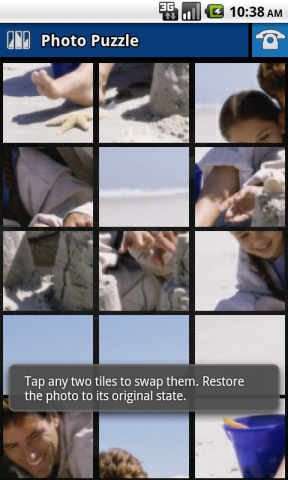 3G 10:38 AM
Photo Puzzle
Tap any two tiles to swap them. Restore
the photo to its original state.